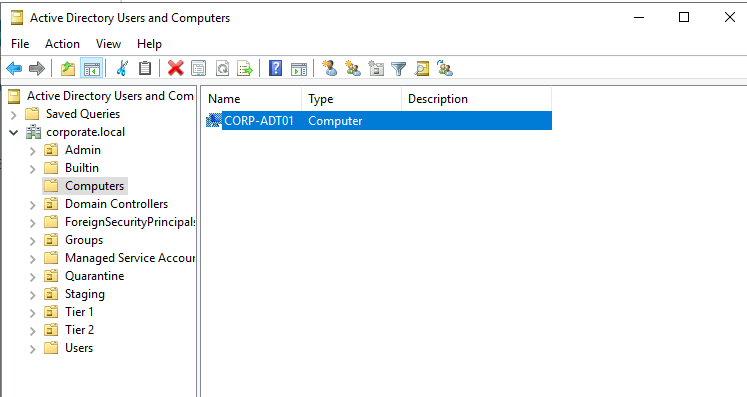 Active Directory Users and Computers
File Action View Help
Name Type Description
Active Directory Users and Com
Saved Queries
corporate.local
Admin
Builtin
Computers
Domain Controllers
ForeignSecurityPrincipals
Groups
Managed Service Accour
Quarantine
Staging
Tier 1
Tier 2
Users
CORP-ADT01 Computer